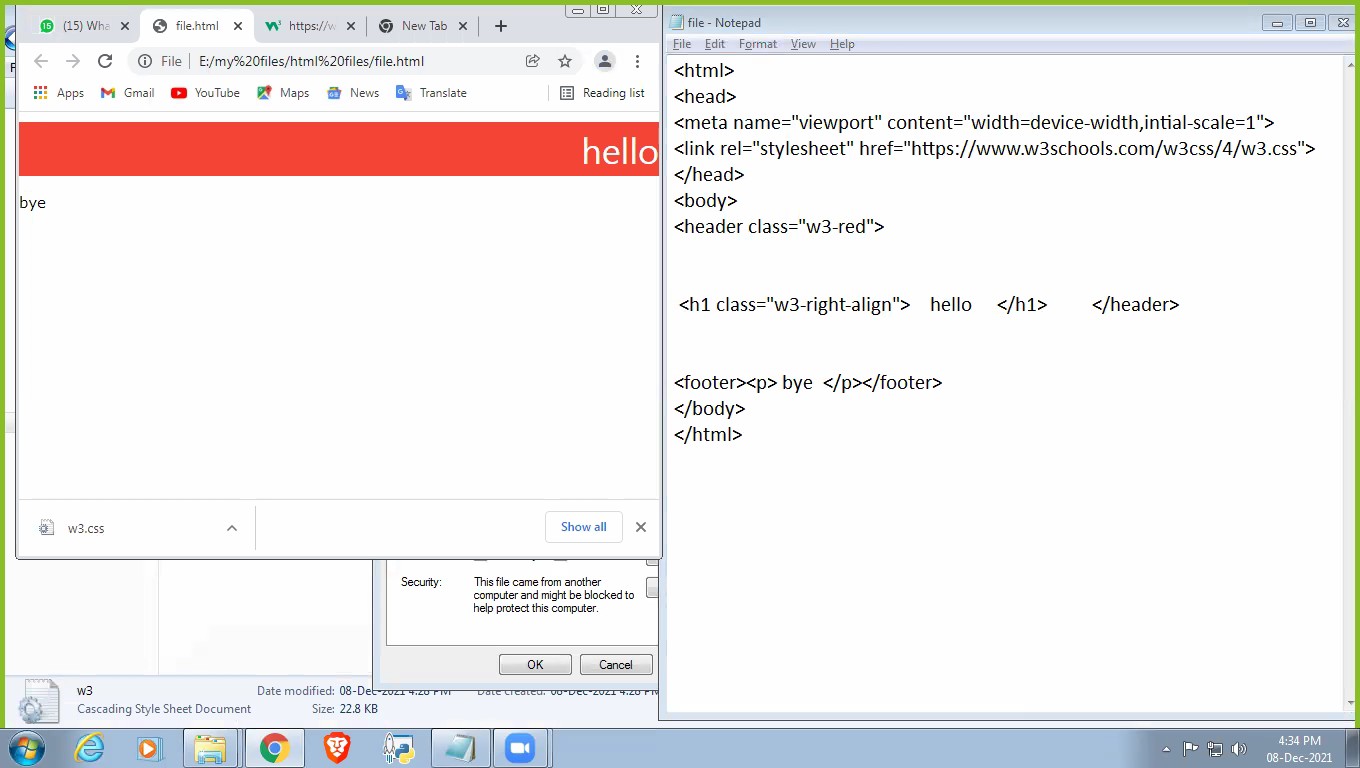 (15) Wha
file.html
https://w
New Tab
File
E:/my%20files/html%20files/file.html
Apps
Gmail
YouTube
Maps
News
Translate
Reading list
hello
bye
w3.css
Show all
Security:
This file came from another
computer and might be blocked to
help protect this computer.
OK
Cancel
w3
Date modified: 08-Dec-2021 4:28 PM
Date created: 08-Dec-2021 4:28 PM
Cascading Style Sheet Document
Size: 22.8 KB
file - Notepad
File Edit Format View Help
<html>
<head>
<meta name="viewport" content="width=device-width,intial-scale=1">
<link rel="stylesheet" href="https://www.w3schools.com/w3css/4/w3.css">
</head>
<body>
<header class="w3-red">
<h1 class="w3-right-align"> hello </h1> </header>
<footer><p> bye </p></footer>
</body>
</html>
4:34 PM
08-Dec-2021